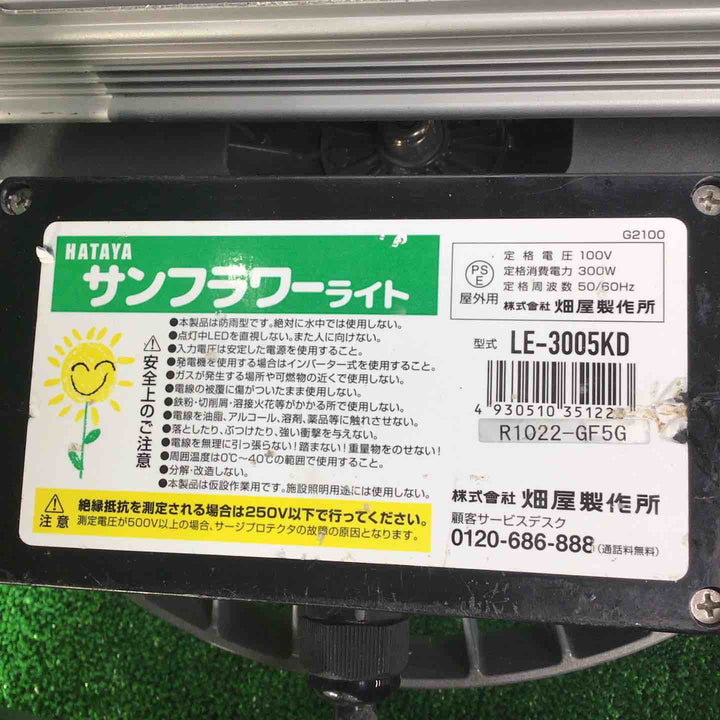 HATAYA
サンフラワーライト
G2100
PS
E
屋外用
定格電圧 100V
定格消費電力 300W
定格周波数 50/60Hz
株式会社 畑屋製作所
型式 LE-3005KD
4 930510 35122
R1022-GF5G
安全上のご注意
●本製品は防雨型です。絶対に水中では使用しない。
●点灯中LEDを直視しない。また人に向けない。
●入力電圧は安定した電源を使用すること。
●発電機を使用する場合はインバーター式を使用すること。
●ガスが発生する場所や可燃物の近くで使用しない。
●電線の被覆に傷がついたまま使用しない。
●鉄粉・切削屑・溶接火花等がかかる所で使用しない。
●電線を油脂、アルコール、溶剤、薬品等に触れさせない。
●落としたり、ぶつけたり、強い衝撃を与えない。
●電線を無理に引っ張らない!踏まない!重量物をのせない!
●周囲温度は0℃～40℃の範囲で使用すること。
●分解・改造しない。
●本製品は仮設作業用です。施設照明用途には使用しない。
注意
絶縁抵抗を測定される場合は250V以下で行ってください。
測定電圧が500V以上の場合、サージプロテクタの故障の原因となります。
株式会社 畑屋製作所
顧客サービスデスク
0120-686-888(通話料無料)